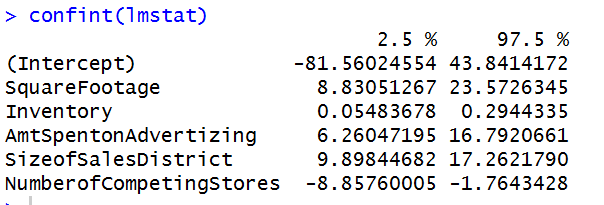 > confint(lmstat)
2.5 % 97.5 %
(Intercept) -81.56024554 43.8414172
SquareFootage 8.83051267 23.5726345
Inventory 0.05483678 0.2944335
AmtSpentonAdvertizing 6.26047195 16.7920661
SizeofSalesDistrict 9.89844682 17.2621790
NumberofCompetingStores -8.85760005 -1.7643428
>